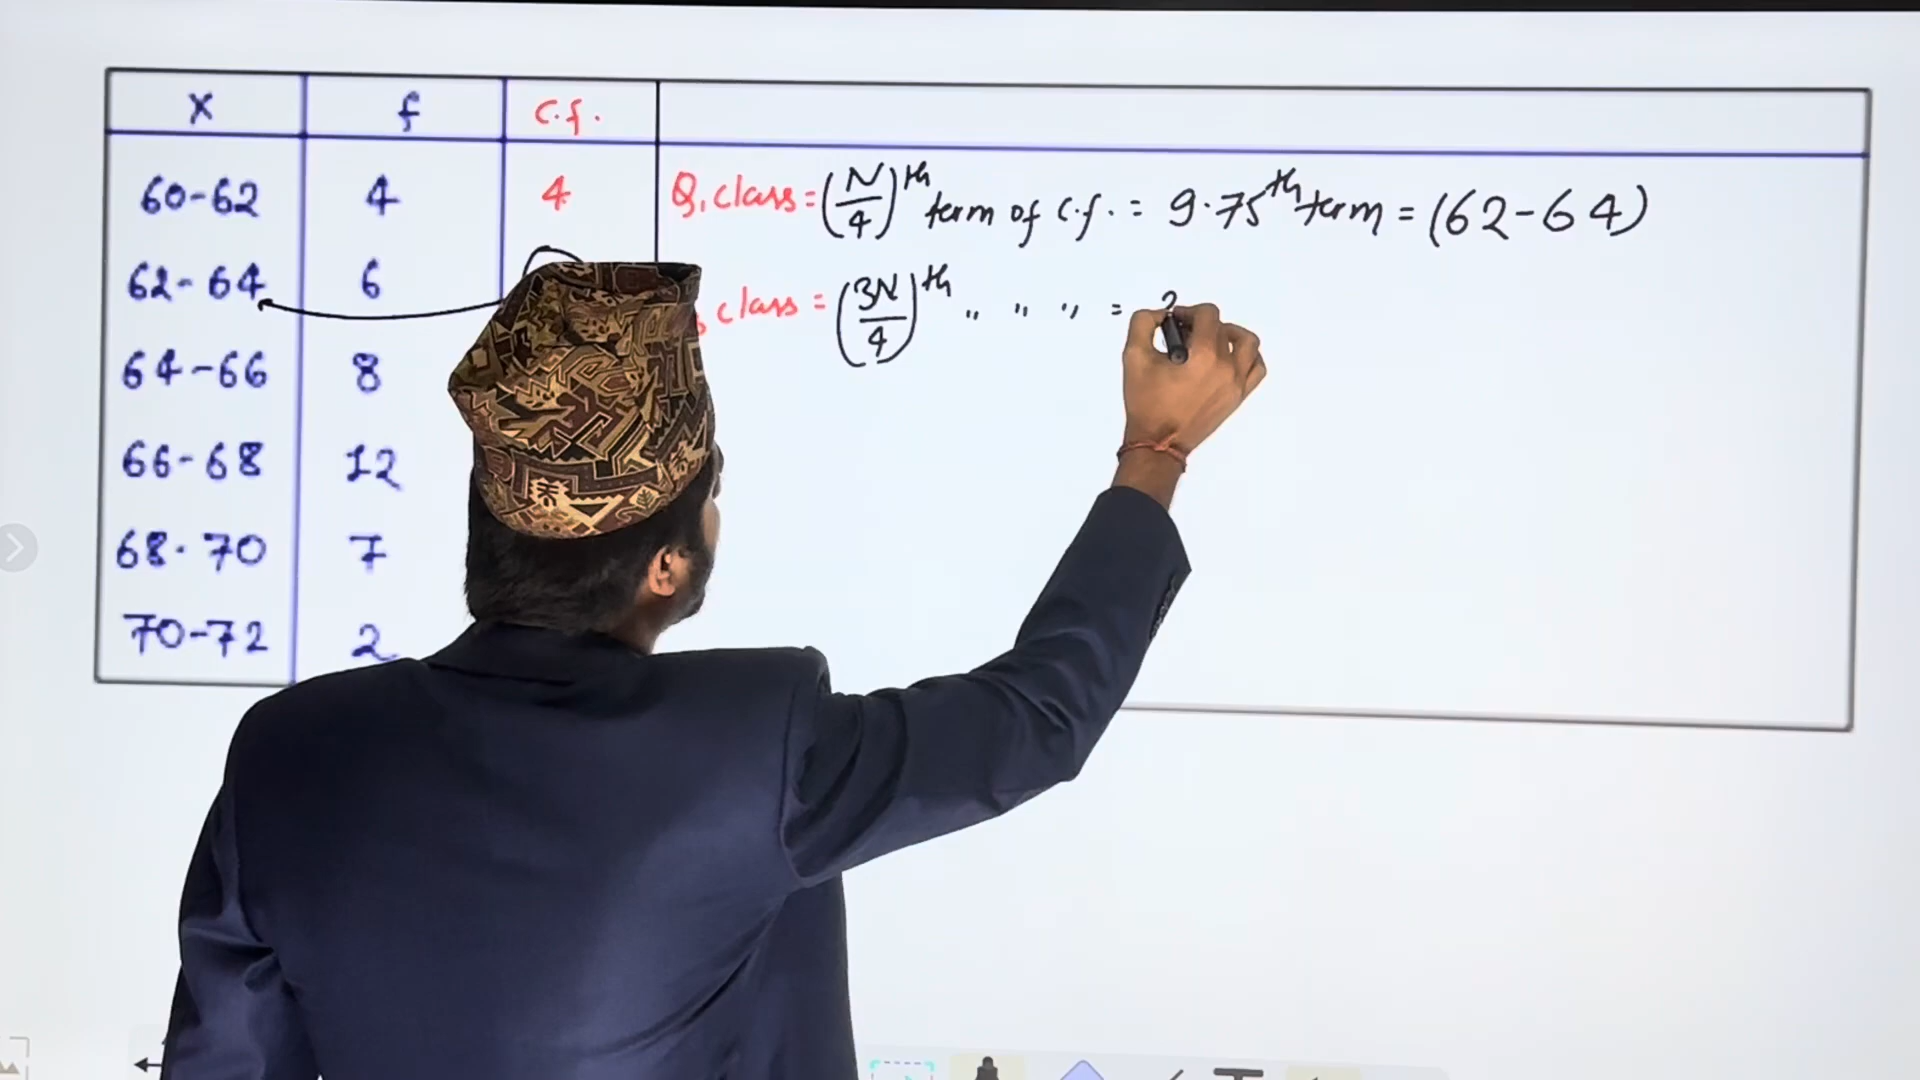 X f c.f.
60-62 4 4 Q₁ class = (N/4)th term of c.f. = 9.75th term = (62-64)
62-64 6 class = (3N/4)th " " " =
64-66 8
66-68 12
68-70 7
70-72 2